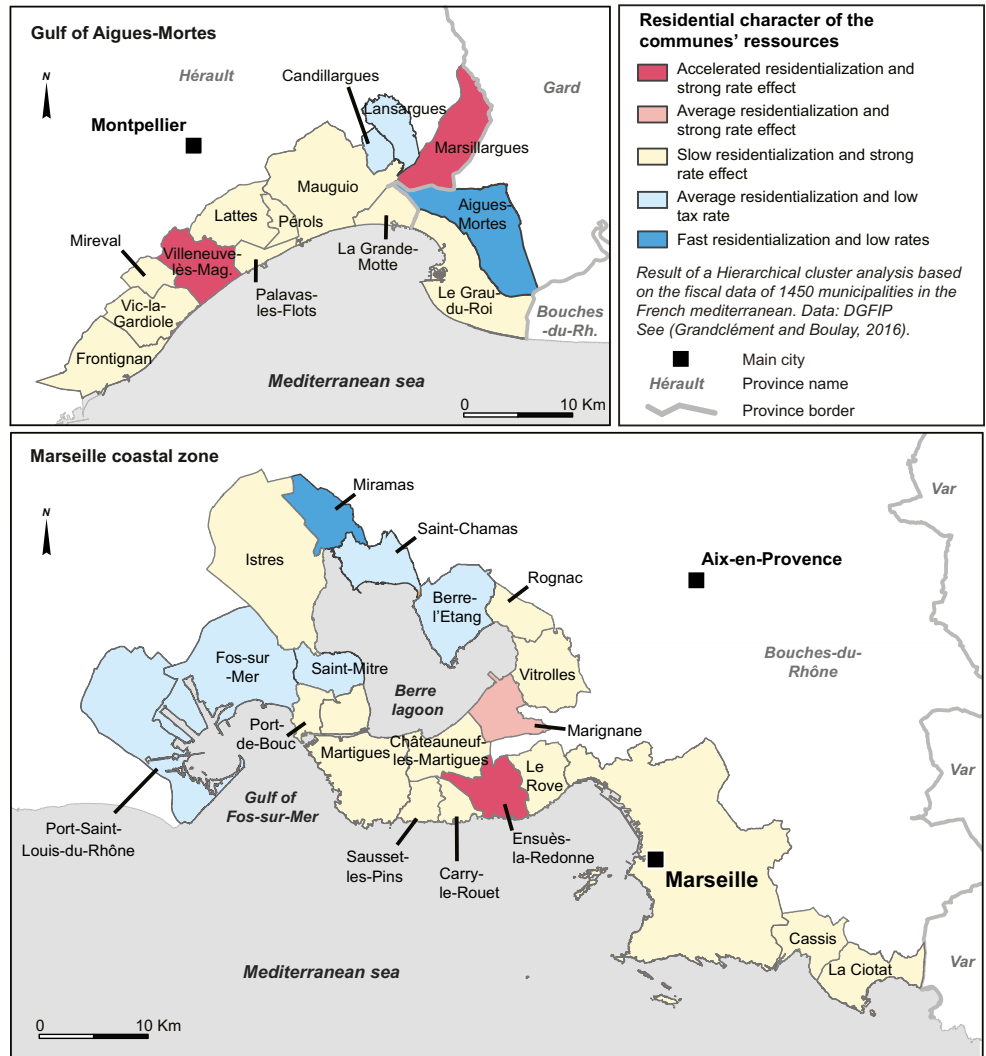 Gulf of Aigues-Mortes
N
Hérault
Candillargues
Gard
Lansargues
Montpellier
Marsillargues
Mauguio
Aigues-
Mortes
Lattes
Pérols
Mireval
Villeneuve-
lès-Mag.
La Grande-
Motte
Palavas-
les-Flots
Le Grau-
du-Roi
Vic-la-
Gardiole
Bouches
-du-Rh.
Frontignan
Mediterranean sea
0 10 Km
Residential character of the
communes' ressources
Accelerated residentialization and
strong rate effect
Average residentialization and
strong rate effect
Slow residentialization and strong
rate effect
Average residentialization and low
tax rate
Fast residentialization and low rates
Result of a Hierarchical cluster analysis based
on the fiscal data of 1450 municipalities in the
French mediterranean. Data: DGFIP
See (Grandclément and Boulay, 2016).
Main city
Hérault Province name
Province border
Marseille coastal zone
N
Miramas
Var
Saint-Chamas
Istres
Aix-en-Provence
Rognac
Berre-
l'Etang
Bouches-du-
Rhône
Fos-sur
-Mer
Saint-Mitre
Vitrolles
Berre
lagoon
Port-
de-Bouc
Marignane
Martigues
Châteauneuf-
les-Martigues
Le
Rove
Var
Gulf of
Fos-sur-Mer
Port-Saint-
Louis-du-Rhône
Ensuès-
la-Redonne
Sausset-
les-Pins
Carry-
le-Rouet
Marseille
Cassis
La Ciotat
Var
Mediterranean sea
0 10 Km